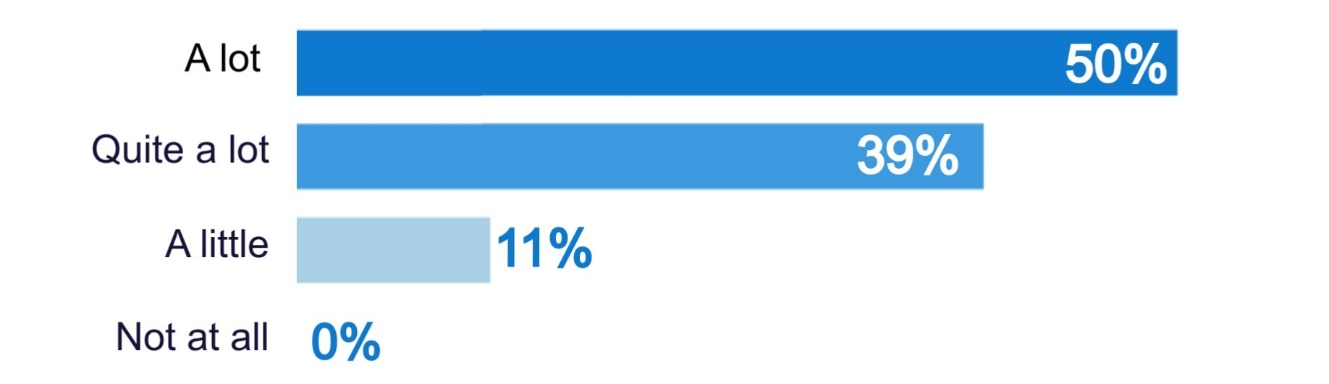 A lot 50%
Quite a lot 39%
A little 11%
Not at all 0%